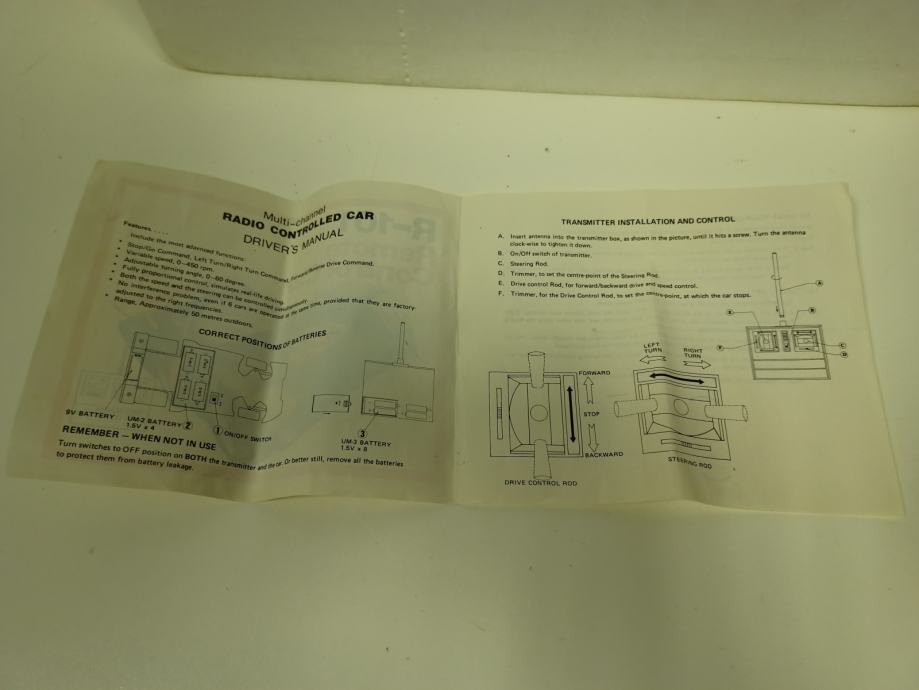 Multi-channel
RADIO CONTROLLED CAR
DRIVER'S MANUAL
Features.....
Include the most advanced functions:
• Stop/Go Command, Left Turn/Right Turn Command, Forward/Reverse Drive Command.
• Variable speed, 0–450 rpm.
• Adjustable turning angle, 0–60 degree.
• Fully proportional control, simulates real-life driving.
• Both the speed and the steering can be controlled simultaneously.
• No interference problem, even if 6 cars are operated at the same time, provided that they are factory-
adjusted to the right frequencies.
• Range, Approximately 50 metres outdoors.
CORRECT POSITIONS OF BATTERIES
9V BATTERY
UM-2 BATTERY ②
1.5V x 4
① ON/OFF SWITCH
③
UM-3 BATTERY
1.5V x 8
REMEMBER – WHEN NOT IN USE
Turn switches to OFF position on BOTH the transmitter and the car. Or better still, remove all the batteries
to protect them from battery leakage.
TRANSMITTER INSTALLATION AND CONTROL
A. Insert antenna into the transmitter box, as shown in the picture, until it hits a screw. Turn the antenna
clock-wise to tighten it down.
B. On/Off switch of transmitter.
C. Steering Rod.
D. Trimmer, to set the centre-point of the Steering Rod.
E. Drive control Rod, for forward/backward drive and speed control.
F. Trimmer, for the Drive Control Rod, to set the centre-point, at which the car stops.
A
E
B
F
C
D
FORWARD
STOP
BACKWARD
DRIVE CONTROL ROD
LEFT
TURN
RIGHT
TURN
STEERING ROD